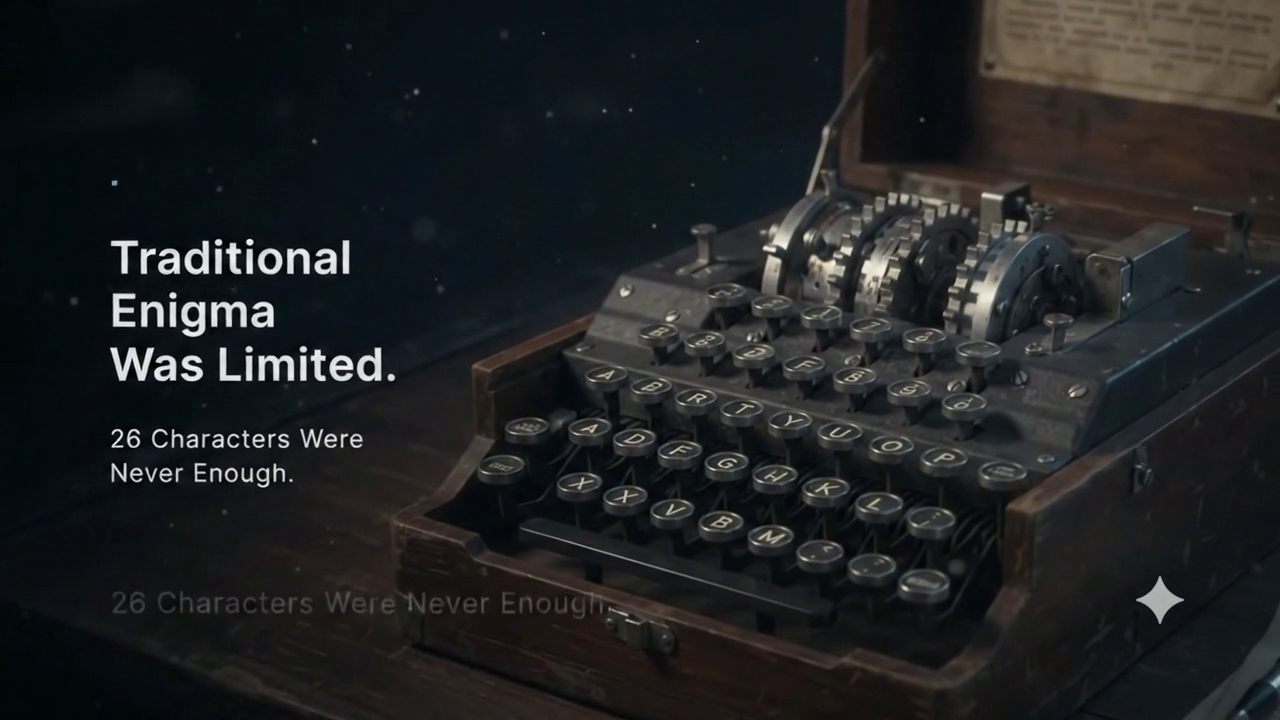 Traditional
Enigma
Was Limited.
26 Characters Were
Never Enough.
26 Characters Were Never Enough.
A B R T Y U O P
A D F G H K L ;
X X V B M